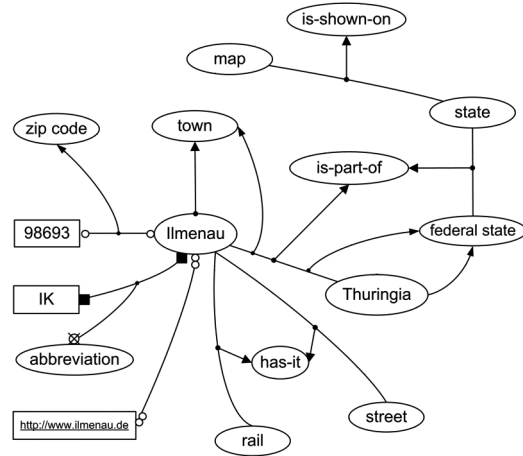 is-shown-on
map
state
zip code
town
is-part-of
98693
Ilmenau
federal state
IK
Thuringia
abbreviation
has-it
http://www.ilmenau.de
street
rail